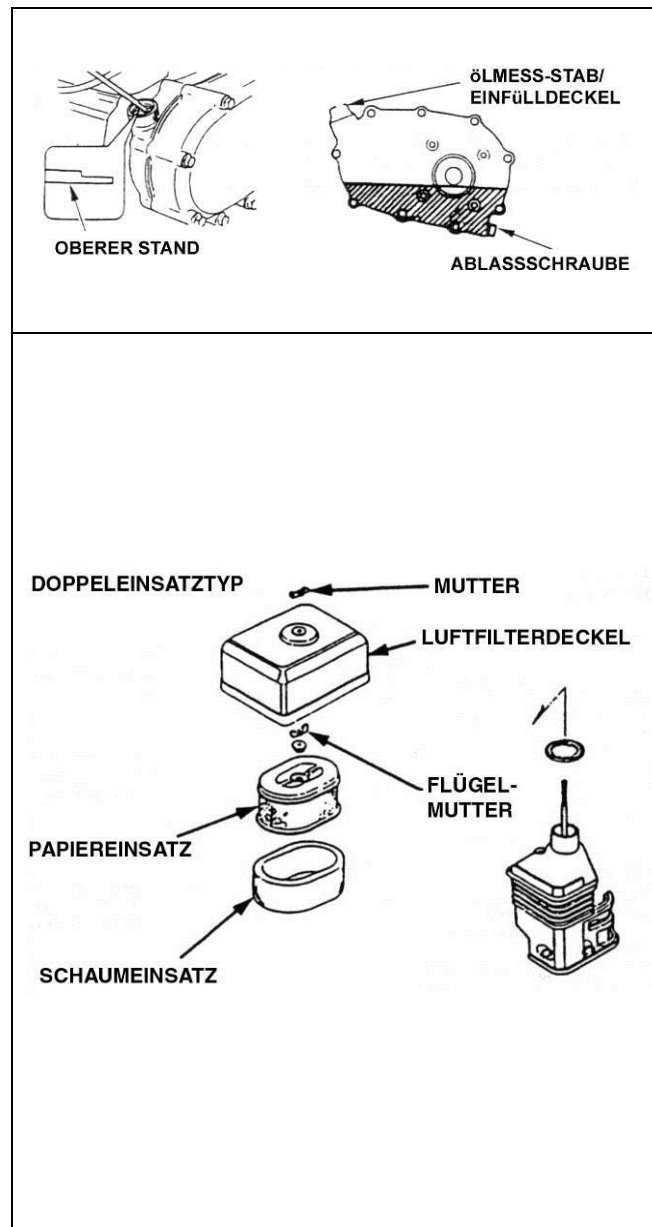 öLMESS-STAB/
EINFüLLDECKEL
OBERER STAND
ABLASSSCHRAUBE
DOPPELEINSATZTYP
MUTTER
LUFTFILTERDECKEL
FLÜGEL-
MUTTER
PAPIEREINSATZ
SCHAUMEINSATZ